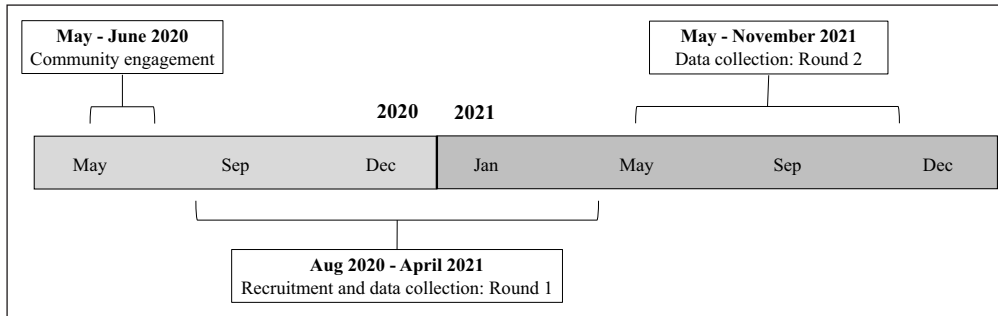 May - June 2020
Community engagement
May - November 2021
Data collection: Round 2
2020 2021
May Sep Dec Jan May Sep Dec
Aug 2020 - April 2021
Recruitment and data collection: Round 1